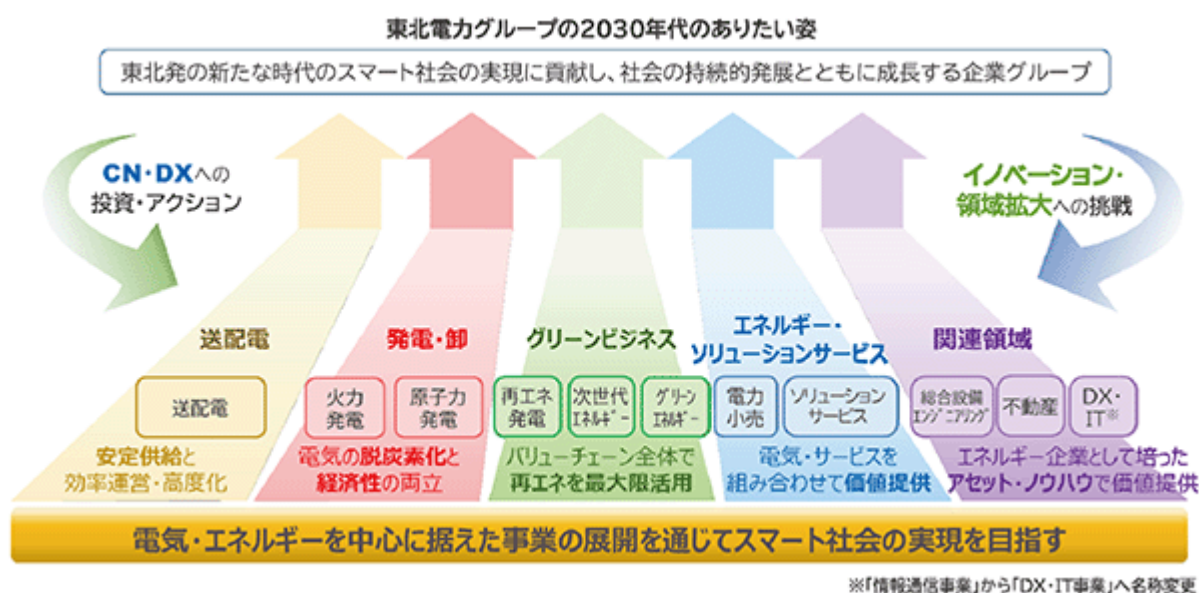 東北電力グループの2030年代のありたい姿
東北発の新たな時代のスマート社会の実現に貢献し、社会の持続的発展とともに成長する企業グループ
CN・DXへの
投資・アクション
イノベーション・
領域拡大への挑戦
送配電
送配電
安定供給と
効率運営・高度化
発電・卸
火力
発電
原子力
発電
電気の脱炭素化と
経済性の両立
グリーンビジネス
再エネ
発電
次世代
エネルギー
グリーン
エネルギー
バリューチェーン全体で
再エネを最大限活用
エネルギー・
ソリューションサービス
電力
小売
ソリューション
サービス
電気・サービスを
組み合わせて価値提供
関連領域
総合設備
エンジニアリング
不動産
DX・
IT※
エネルギー企業として培った
アセット・ノウハウで価値提供
電気・エネルギーを中心に据えた事業の展開を通じてスマート社会の実現を目指す
※「情報通信事業」から「DX・IT事業」へ名称変更